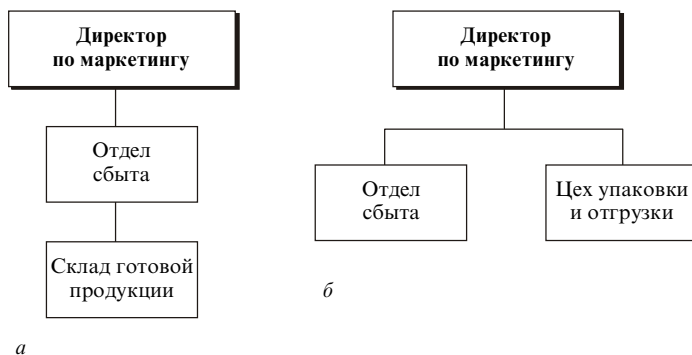 Директор
по маркетингу
Отдел
сбыта
Склад готовой
продукции
а
Директор
по маркетингу
Отдел
сбыта
Цех упаковки
и отгрузки
б